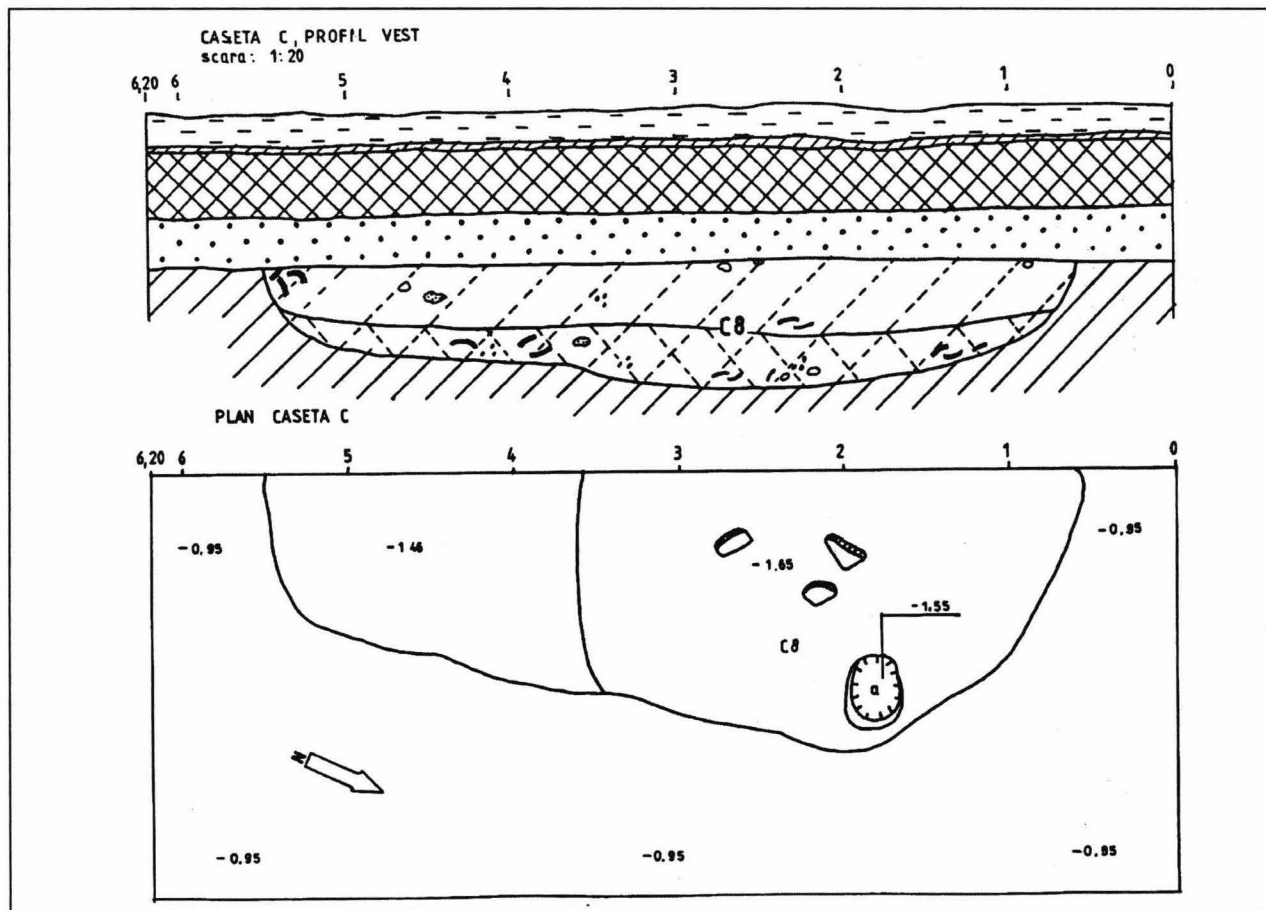 CASETA C, PROFIL VEST
scara: 1:20
6,20 6 5 4 3 2 1 0
C8
PLAN CASETA C
6,20 6 5 4 3 2 1 0
-0,95 -1.46 -1.65 -0,95
-1.55
C8
a
N
-0,95 -0.95 -0,95